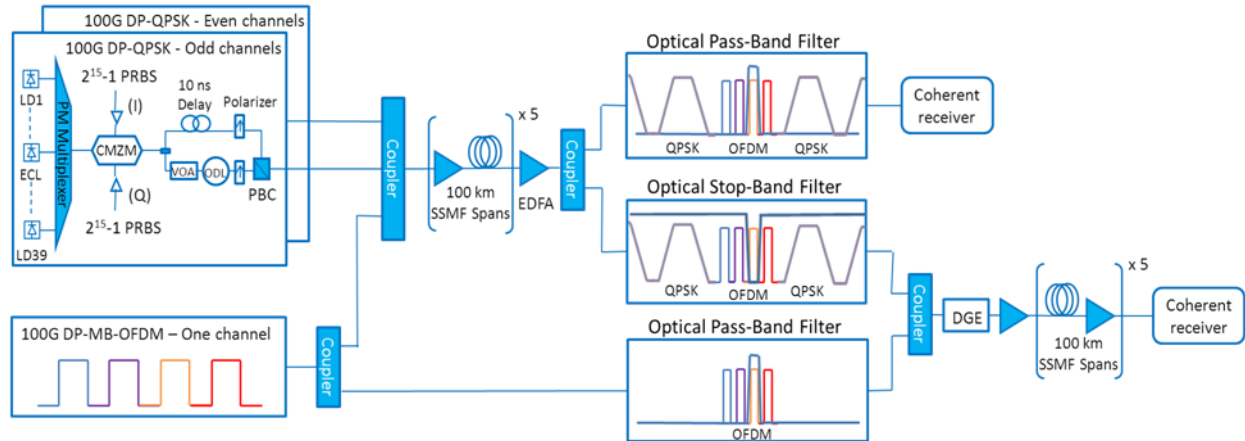 100G DP-QPSK - Even channels
100G DP-QPSK - Odd channels
2¹⁵-1 PRBS
(I)
LD1
ECL
LD39
PM Multiplexer
CMZM
(Q)
2¹⁵-1 PRBS
10 ns
Delay
Polarizer
VOA
ODL
PBC
100G DP-MB-OFDM – One channel
Coupler
Coupler
x 5
100 km
SSMF Spans
EDFA
Coupler
Optical Pass-Band Filter
QPSK
OFDM
QPSK
Coherent
receiver
Optical Stop-Band Filter
QPSK
OFDM
QPSK
Optical Pass-Band Filter
OFDM
Coupler
DGE
x 5
100 km
SSMF Spans
Coherent
receiver